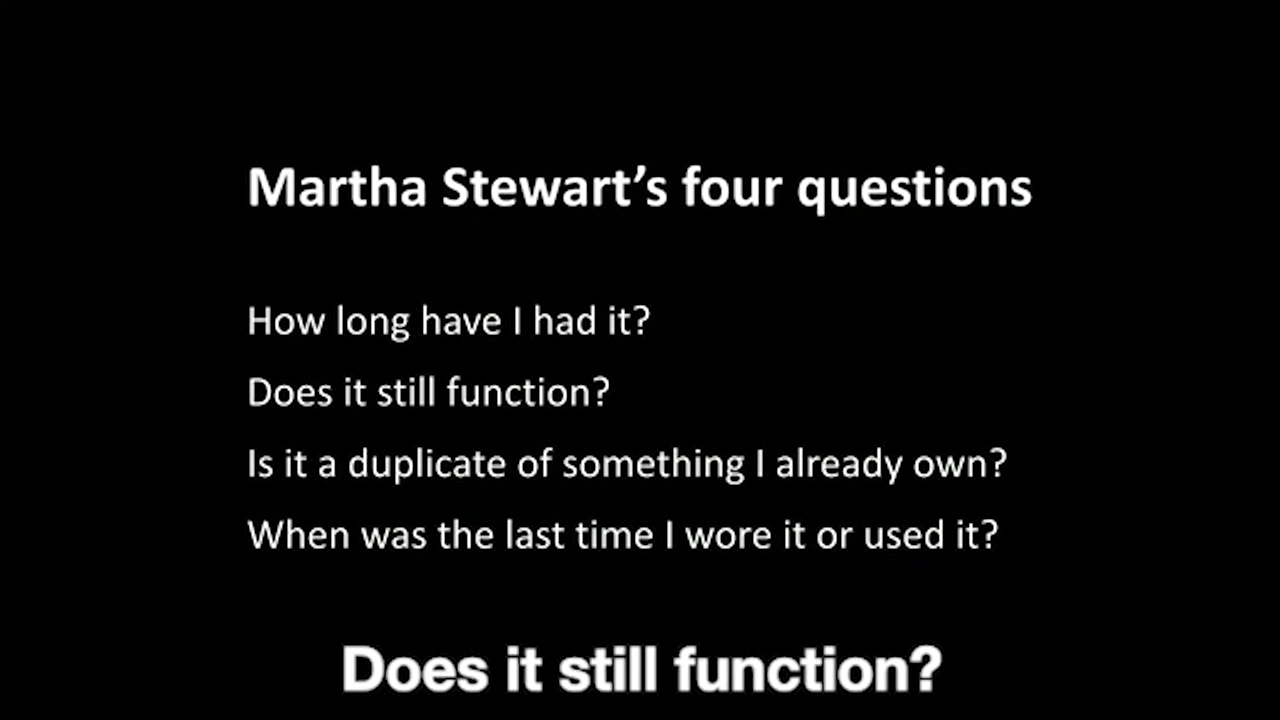 Martha Stewart’s four questions
How long have I had it?
Does it still function?
Is it a duplicate of something I already own?
When was the last time I wore it or used it?
Does it still function?